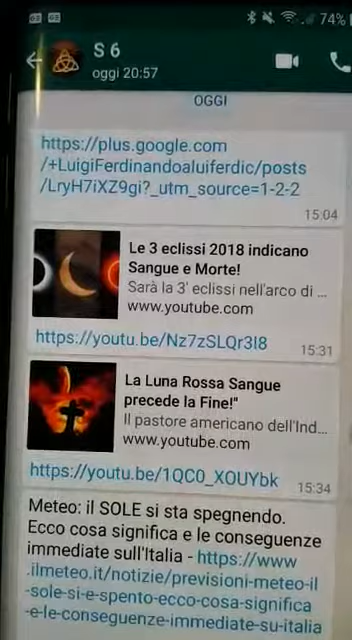 74%
S 6
oggi 20:57
OGGI
https://plus.google.com
/+LuigiFerdinandoaluiferdic/posts
/LryH7iXZ9gi?_utm_source=1-2-2
15:04
Le 3 eclissi 2018 indicano
Sangue e Morte!
Sarà la 3' eclissi nell'arco di ...
www.youtube.com
https://youtu.be/Nz7zSLQr3l8
15:31
La Luna Rossa Sangue
precede la Fine!"
Il pastore americano dell'Ind...
www.youtube.com
https://youtu.be/1QC0_XOUYbk
15:34
Meteo: il SOLE si sta spegnendo.
Ecco cosa significa e le conseguenze
immediate sull'Italia - https://www
.ilmeteo.it/notizie/previsioni-meteo-il
-sole-si-e-spento-ecco-cosa-significa
-e-le-conseguenze-immediate-su-italia